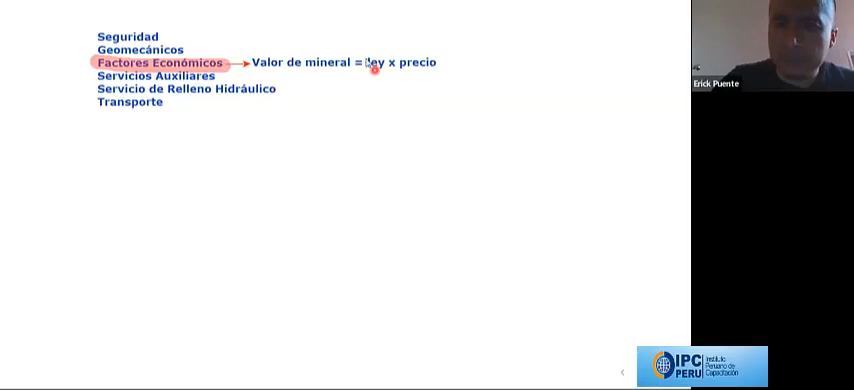 Seguridad
Geomecánicos
Factores Económicos Valor de mineral = ley x precio
Servicios Auxiliares
Servicio de Relleno Hidráulico
Transporte
Erick Puente
IPC PERU
Instituto
Peruano de
Capacitación